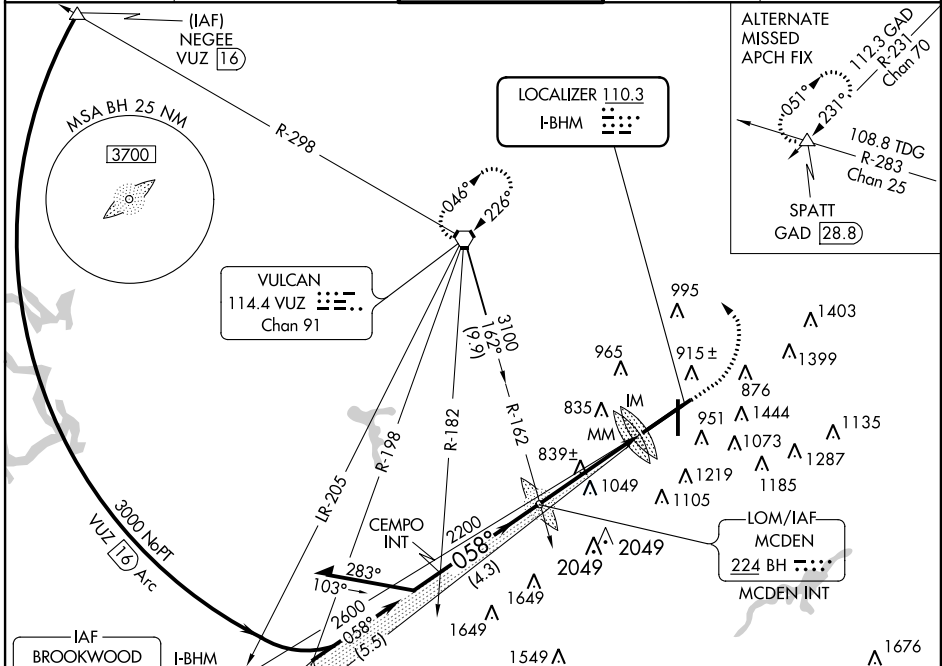 (IAF)
NEGEE
VUZ 16
MSA BH 25 NM
3700
R-298
LOCALIZER 110.3
I-BHM
ALTERNATE
MISSED
APCH FIX
112.3 GAD
R-231
Chan 70
051°
231°
108.8 TDG
R-283
Chan 25
SPATT
GAD 28.8
046°
226°
VULCAN
114.4 VUZ
Chan 91
3100
162°
(9.9)
R-162
R-182
R-198
LR-205
995
1403
965
915±
1399
876
835
IM
MM
951
1444
1135
1073
839±
1287
1219
1185
1049
1105
3000 NoPT
VUZ 16 Arc
CEMPO
INT
2200
058°
(4.3)
283°
103°
2600
058°
(5.5)
2049
2049
LOM/IAF
MCDEN
224 BH
MCDEN INT
1649
1649
1549
1676
IAF
BROOKWOOD
I-BHM